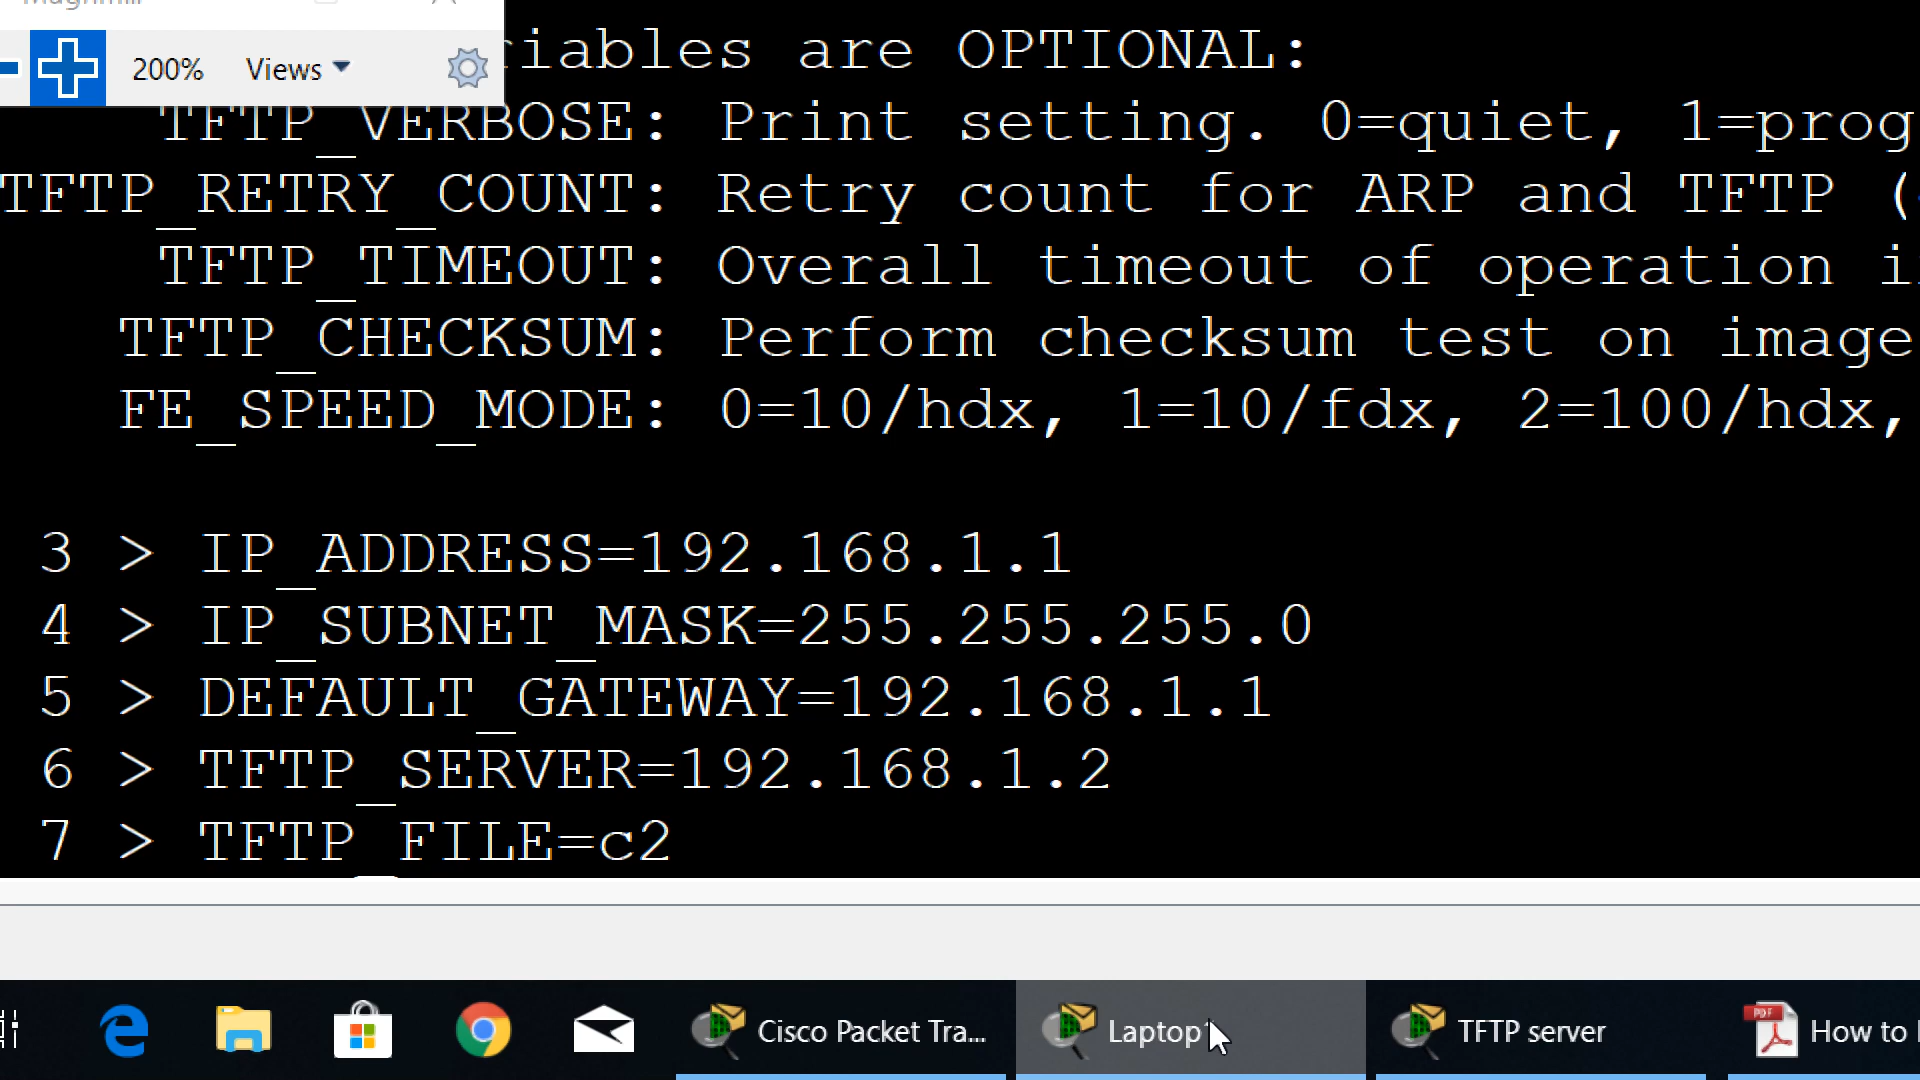 200% Views
iables are OPTIONAL:
TFTP_VERBOSE: Print setting. 0=quiet, 1=prog
TFTP_RETRY_COUNT: Retry count for ARP and TFTP (
TFTP_TIMEOUT: Overall timeout of operation i
TFTP_CHECKSUM: Perform checksum test on image
FE_SPEED_MODE: 0=10/hdx, 1=10/fdx, 2=100/hdx,
3 > IP_ADDRESS=192.168.1.1
4 > IP_SUBNET_MASK=255.255.255.0
5 > DEFAULT_GATEWAY=192.168.1.1
6 > TFTP_SERVER=192.168.1.2
7 > TFTP_FILE=c2
Cisco Packet Tra... Laptop TFTP server PDF How to